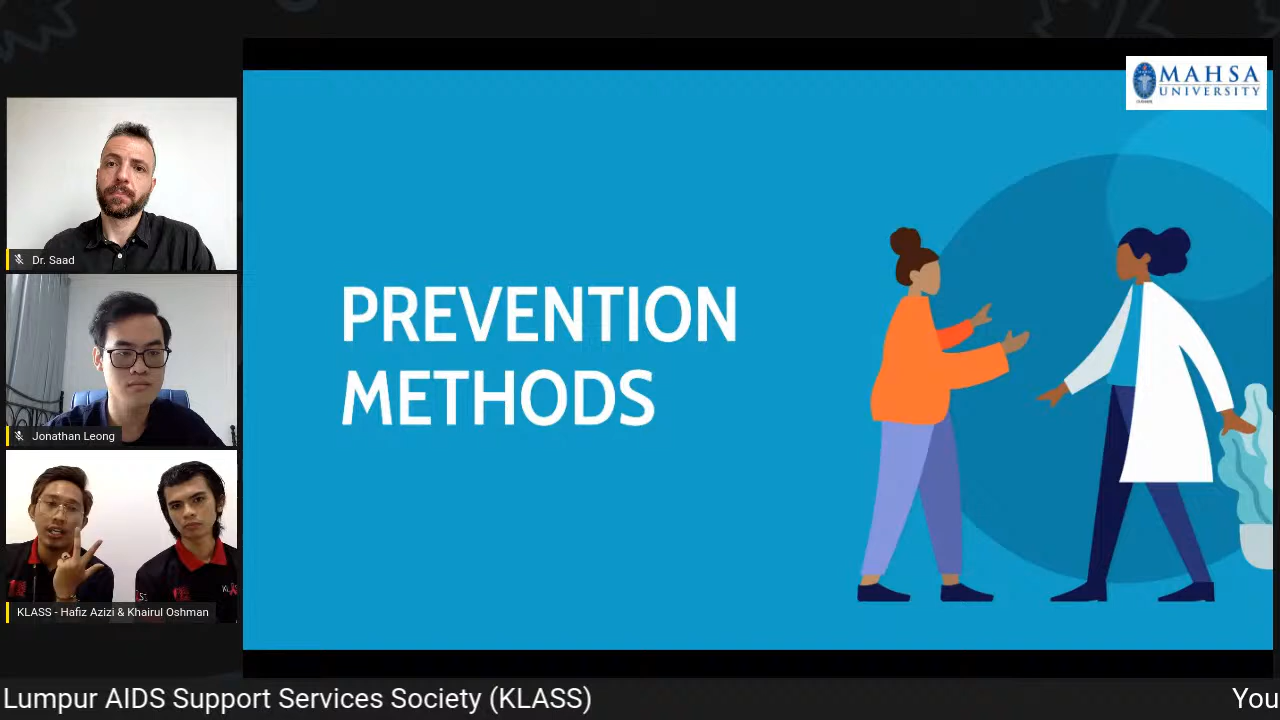 MAHSA
UNIVERSITY
Dr. Saad
Jonathan Leong
KLASS - Hafiz Azizi & Khairul Oshman
PREVENTION
METHODS
Lumpur AIDS Support Services Society (KLASS)
You